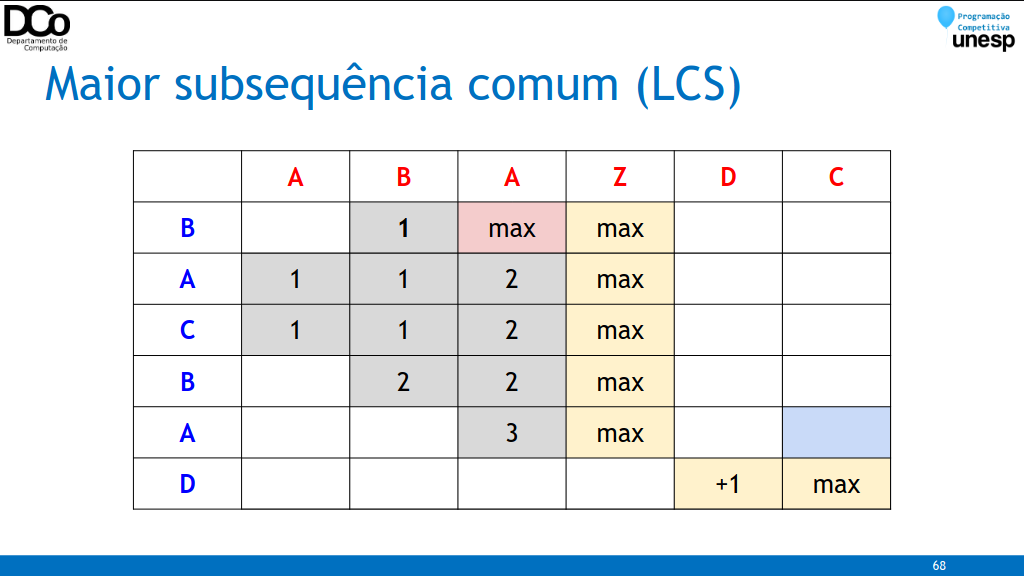 DCo
Departamento de
Computação
Programação
Competitiva
unesp
Maior subsequência comum (LCS)
A B A Z D C
B 1 max max
A 1 1 2 max
C 1 1 2 max
B 2 2 max
A 3 max
D +1 max
68